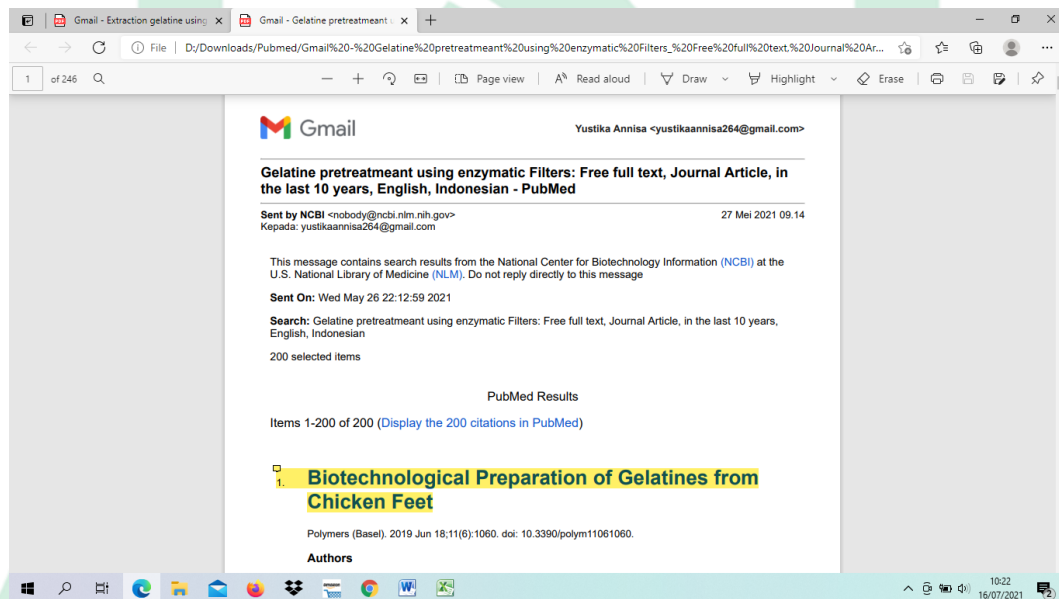 Gmail - Extraction gelatine using
Gmail - Gelatine pretreatmeant u
File D:/Downloads/Pubmed/Gmail%20-%20Gelatine%20pretreatmeant%20using%20enzymatic%20Filters_%20Free%20full%20text,%20Journal%20Ar...
1 of 246 Page view Read aloud Draw Highlight Erase
Gmail
Yustika Annisa <yustikaannisa264@gmail.com>
Gelatine pretreatmeant using enzymatic Filters: Free full text, Journal Article, in
the last 10 years, English, Indonesian - PubMed
Sent by NCBI <nobody@ncbi.nlm.nih.gov> 27 Mei 2021 09.14
Kepada: yustikaannisa264@gmail.com
This message contains search results from the National Center for Biotechnology Information (NCBI) at the
U.S. National Library of Medicine (NLM). Do not reply directly to this message
Sent On: Wed May 26 22:12:59 2021
Search: Gelatine pretreatmeant using enzymatic Filters: Free full text, Journal Article, in the last 10 years,
English, Indonesian
200 selected items
PubMed Results
Items 1-200 of 200 (Display the 200 citations in PubMed)
1. Biotechnological Preparation of Gelatines from
Chicken Feet
Polymers (Basel). 2019 Jun 18;11(6):1060. doi: 10.3390/polym11061060.
Authors
10:22
16/07/2021